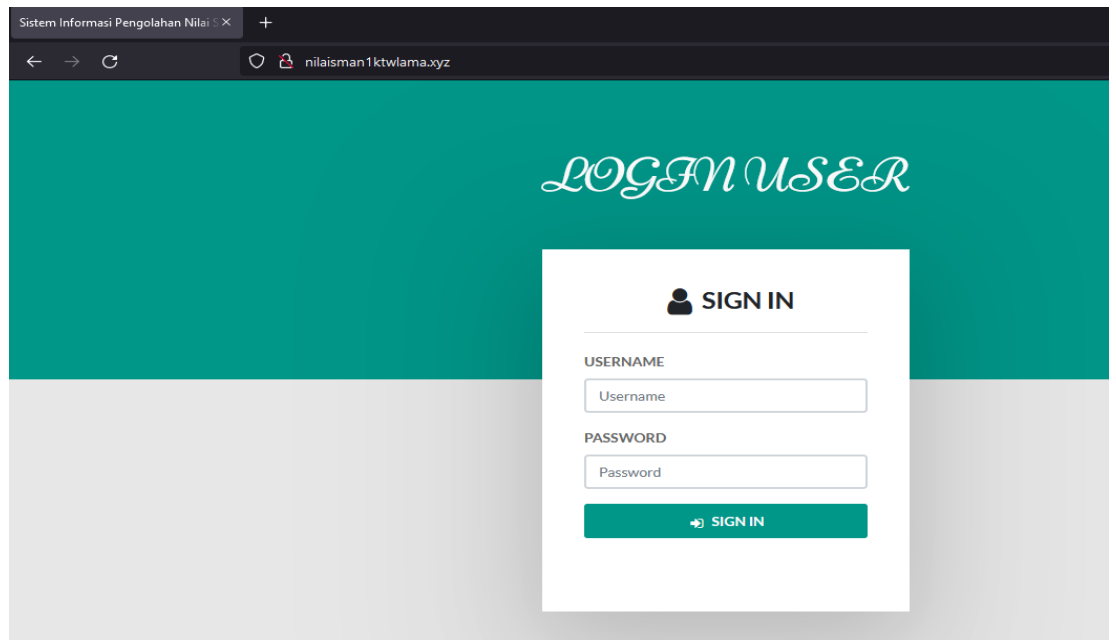 Sistem Informasi Pengolahan Nilai S
nilaisman1ktwlama.xyz
LOGIN USER
SIGN IN
USERNAME
Username
PASSWORD
Password
SIGN IN